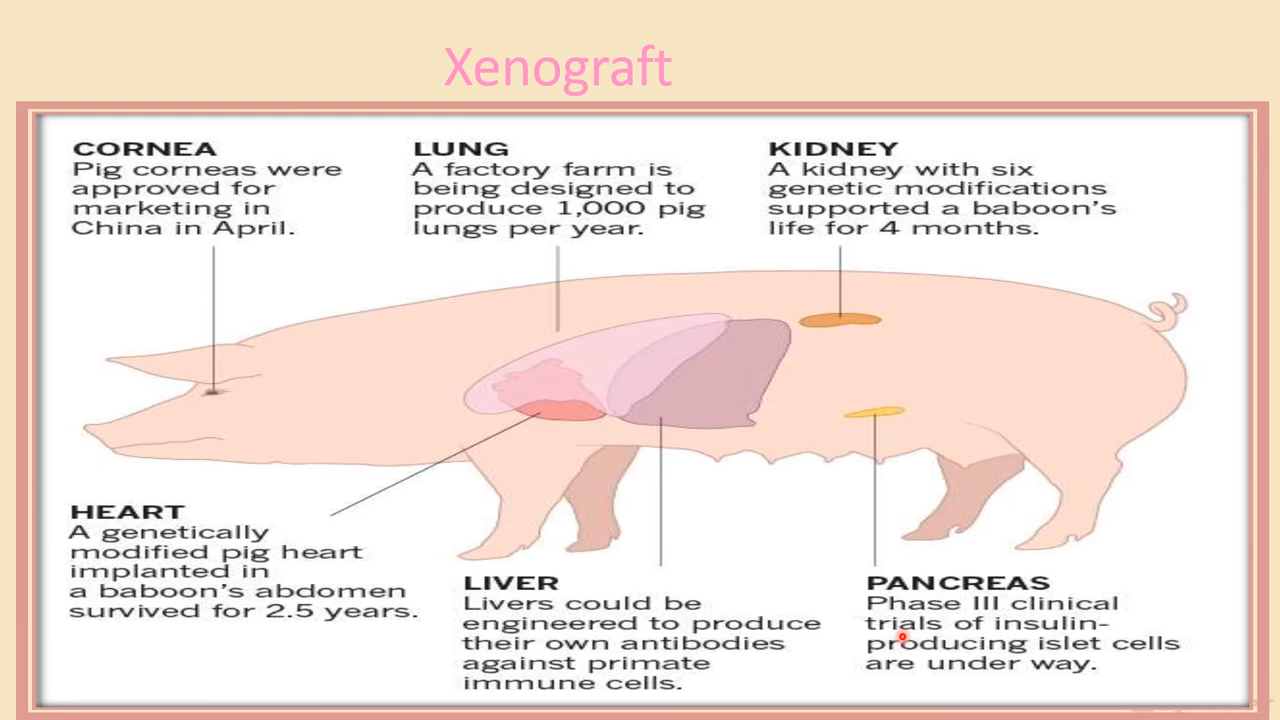 Xenograft
CORNEA
Pig corneas were
approved for
marketing in
China in April.
LUNG
A factory farm is
being designed to
produce 1,000 pig
lungs per year.
KIDNEY
A kidney with six
genetic modifications
supported a baboon's
life for 4 months.
HEART
A genetically
modified pig heart
implanted in
a baboon's abdomen
survived for 2.5 years.
LIVER
Livers could be
engineered to produce
their own antibodies
against primate
immune cells.
PANCREAS
Phase III clinical
trials of insulin-
producing islet cells
are under way.